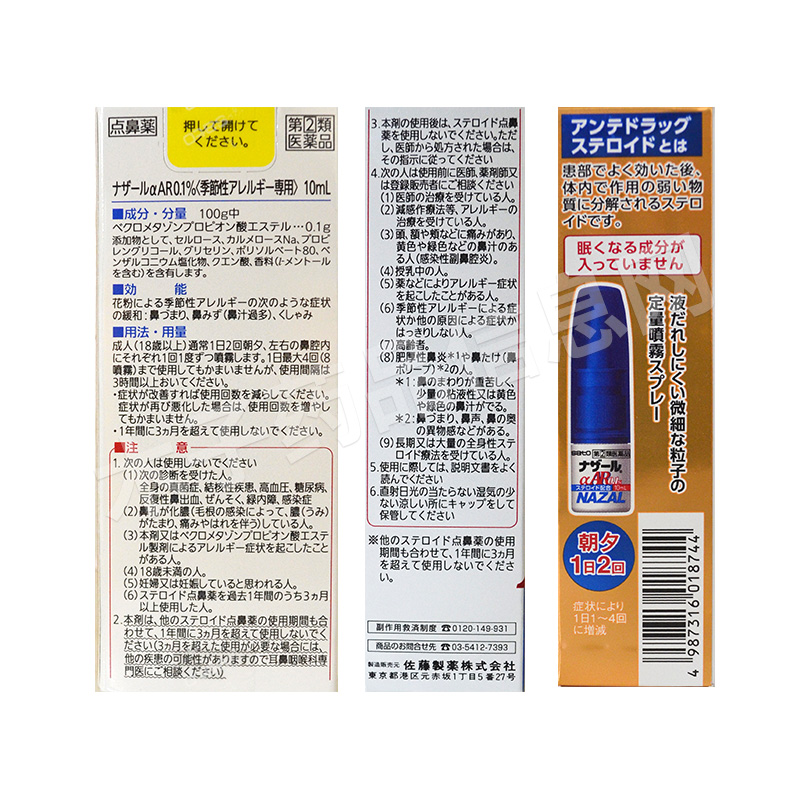 点鼻薬
押して開けて
ください。
第②類
医薬品
ナザールαAR0.1%〈季節性アレルギー専用〉 10mL
■成分・分量 100g中
ベクロメタゾンプロピオン酸エステル…0.1g
添加物として、セルロース、カルメロースNa、プロピ
レングリコール、グリセリン、ポリソルベート80、ベ
ンザルコニウム塩化物、クエン酸、香料(ℓ-メントール
を含む)を含有します。
■効 能
花粉による季節性アレルギーの次のような症状
の緩和：鼻づまり、鼻みず(鼻汁過多)、くしゃみ
■用法・用量
成人(18歳以上)通常1日2回朝夕、左右の鼻腔内
にそれぞれ1回1度ずつ噴霧します。1日最大4回(8
噴霧)まで使用してもかまいませんが、使用間隔は
3時間以上おいてください。
・症状が改善すれば使用回数を減らしてください。
症状が再び悪化した場合は、使用回数を増やし
てもかまいません。
・1年間に3ヵ月を超えて使用しないでください。
■注 意
1. 次の人は使用しないでください
(1)次の診断を受けた人。
全身の真菌症、結核性疾患、高血圧、糖尿病、
反復性鼻出血、ぜんそく、緑内障、感染症
(2)鼻孔が化膿(毛根の感染によって、膿(うみ)
がたまり、痛みやはれを伴う)している人。
(3)本剤又はベクロメタゾンプロピオン酸エステ
ル製剤によるアレルギー症状を起こしたこと
がある人。
(4)18歳未満の人。
(5)妊婦又は妊娠していると思われる人。
(6)ステロイド点鼻薬を過去1年間のうち3ヵ月
以上使用した人。
2. 本剤は、他のステロイド点鼻薬の使用期間も合
わせて、1年間に3ヵ月を超えて使用しないでくだ
さい(3ヵ月を超えた使用が必要な場合には、
他の疾患の可能性がありますので耳鼻咽喉科専
門医にご相談ください)
3. 本剤の使用後は、ステロイド点鼻
薬を使用しないでください。ただ
し、医師から処方された場合は、
その指示に従ってください
4. 次の人は使用前に医師、薬剤師又
は登録販売者にご相談ください
(1)医師の治療を受けている人。
(2)減感作療法等、アレルギーの
治療を受けている人。
(3)頭、額や頬などに痛みがあり、
黄色や緑色などの鼻汁のあ
る人(感染性副鼻腔炎)。
(4)授乳中の人。
(5)薬などによりアレルギー症状
を起こしたことがある人。
(6)季節性アレルギーによる症
状か他の原因による症状か
はっきりしない人。
(7)高齢者。
(8)肥厚性鼻炎*1や鼻たけ(鼻
ポリープ)*2の人。
*1：鼻のまわりが重苦しく、
少量の粘液性又は黄色
や緑色の鼻汁がでる。
*2：鼻づまり、鼻声、鼻の奥
の異物感などがある。
(9)長期又は大量の全身性ステ
ロイド療法を受けている人。
5. 使用に際しては、説明文書をよく
読んでください
6. 直射日光の当たらない湿気の少
ない涼しい所にキャップをして
保管してください
※他のステロイド点鼻薬の使用
期間も合わせて、1年間に3ヵ月
を超えて使用しないでくださ
い。
副作用救済制度 ☎0120-149-931
商品のお問合せ先 ☎03-5412-7393
製造販売元 佐藤製薬株式会社
東京都港区元赤坂1丁目5番27号
アンテドラッグ
ステロイドとは
患部でよく効いた後、
体内で作用の弱い物
質に分解されるステロ
イドです。
眠くなる成分が
入っていません
液だれしにくい微細な粒子の
定量噴霧スプレー
sato 第②類医薬品
ナザール
αAR0.1%
ステロイド配合 10mL
NAZAL
朝夕
1日2回
症状により
1日1〜4回
に増減
4 987316 018744